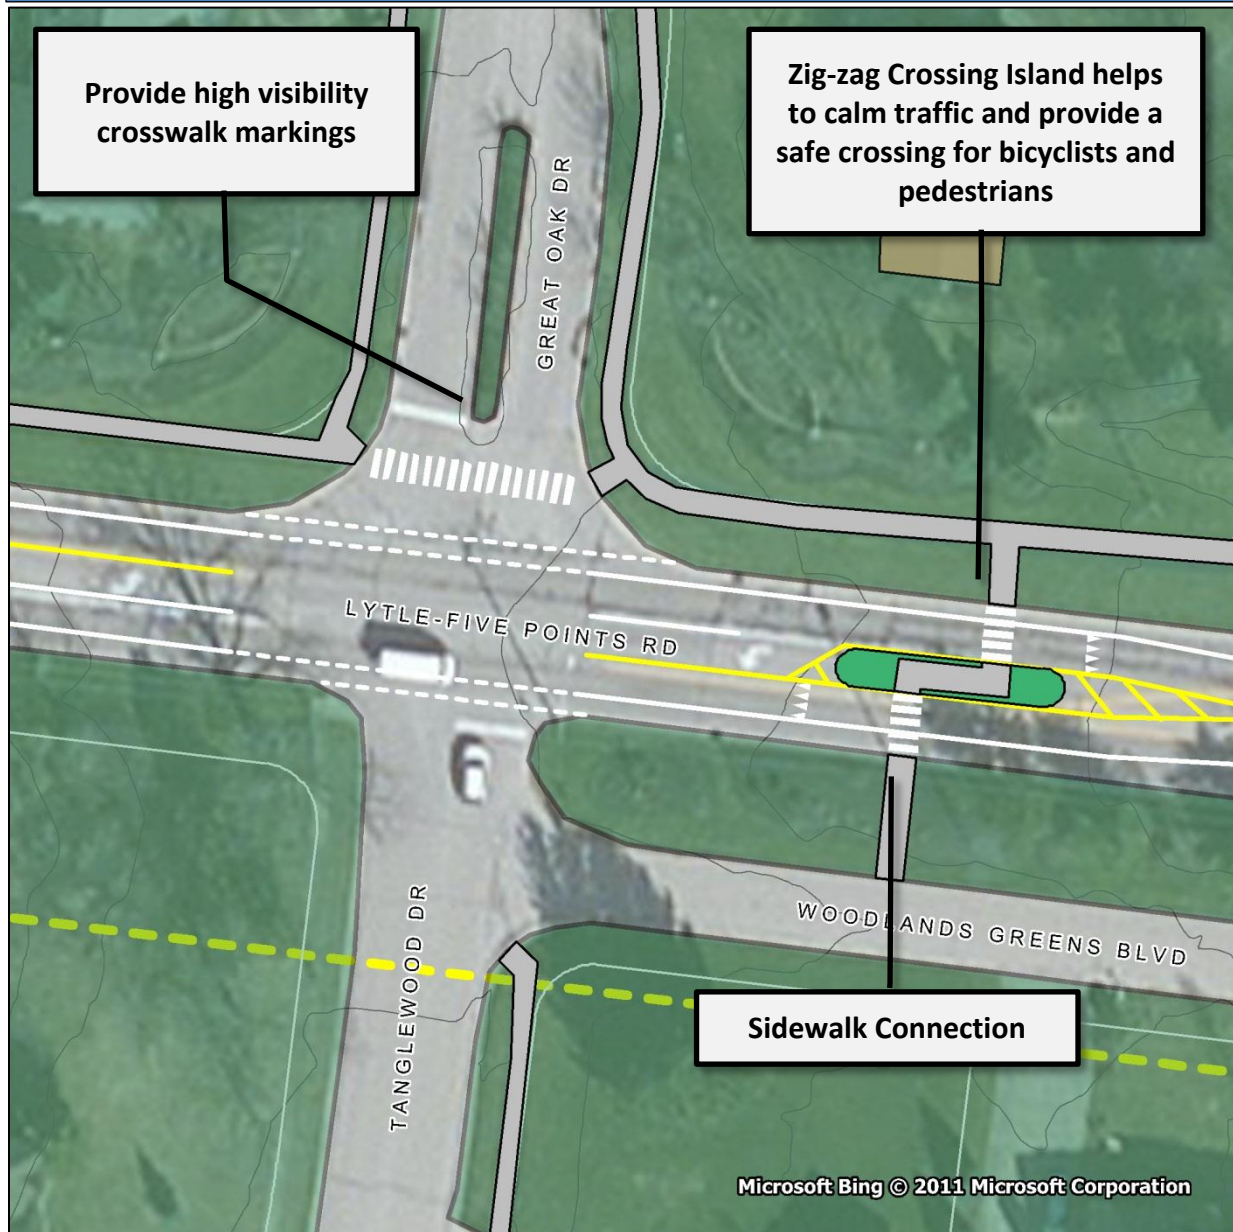 Provide high visibility
crosswalk markings
Zig-zag Crossing Island helps
to calm traffic and provide a
safe crossing for bicyclists and
pedestrians
GREAT OAK DR
LYTLE-FIVE POINTS RD
TANGLEWOOD DR
WOODLANDS GREENS BLVD
Sidewalk Connection
Microsoft Bing © 2011 Microsoft Corporation